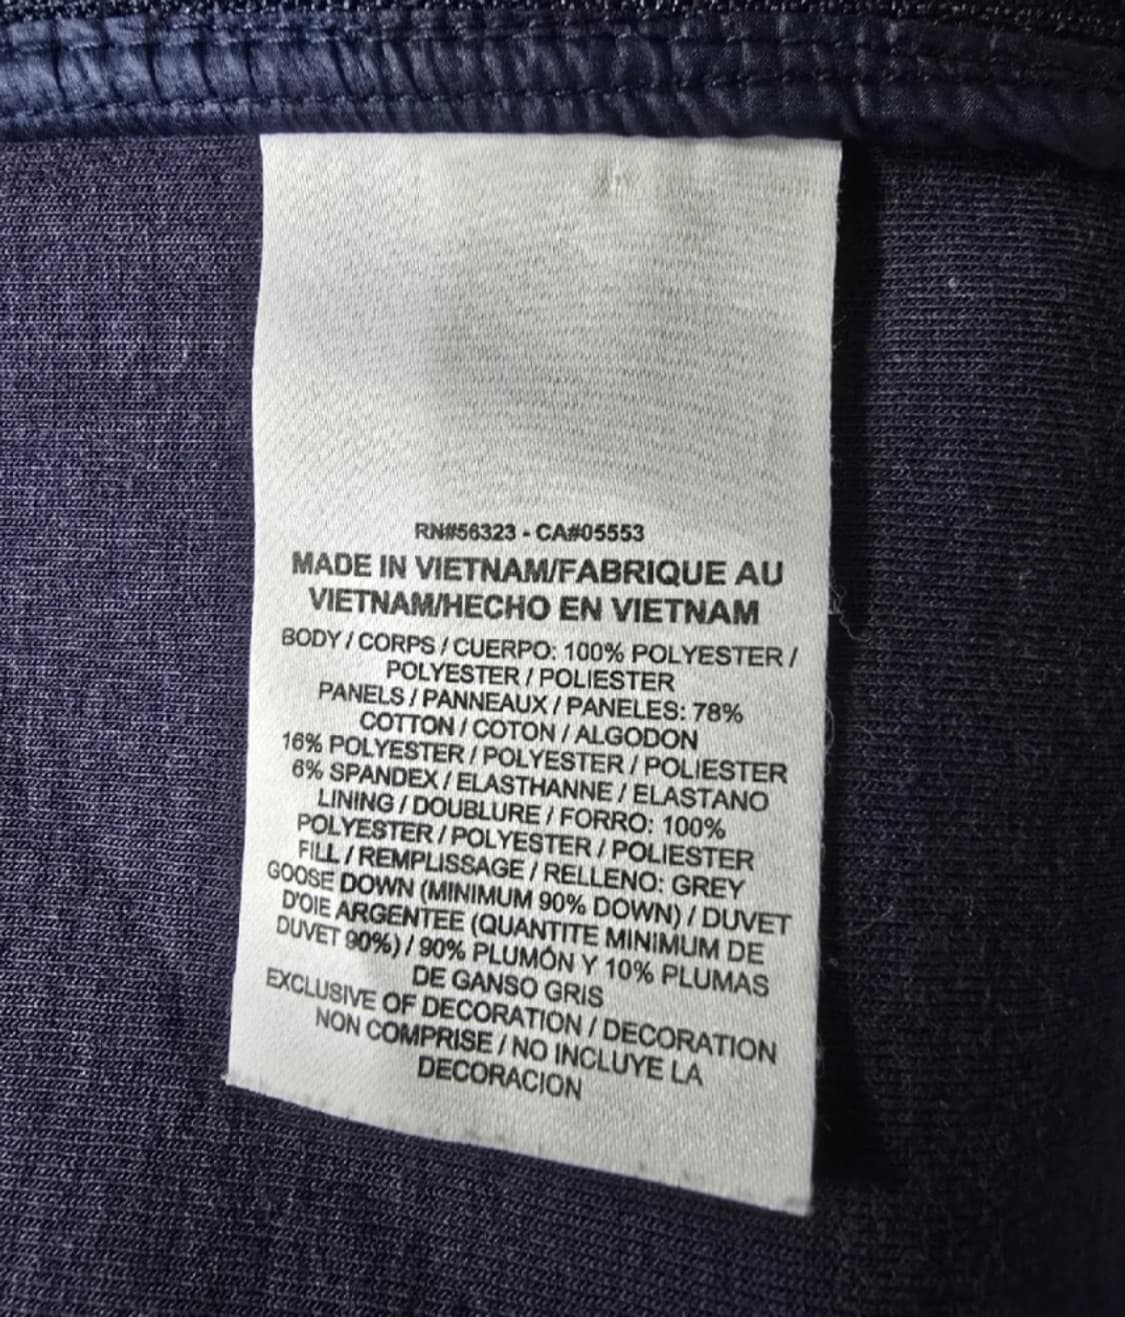 RN#56323 - CA#05553
MADE IN VIETNAM/FABRIQUE AU
VIETNAM/HECHO EN VIETNAM
BODY / CORPS / CUERPO: 100% POLYESTER /
POLYESTER / POLIESTER
PANELS / PANNEAUX / PANELES: 78%
COTTON / COTON / ALGODON
16% POLYESTER / POLYESTER / POLIESTER
6% SPANDEX / ELASTHANNE / ELASTANO
LINING / DOUBLURE / FORRO: 100%
POLYESTER / POLYESTER / POLIESTER
FILL / REMPLISSAGE / RELLENO: GREY
GOOSE DOWN (MINIMUM 90% DOWN) / DUVET
D'OIE ARGENTEE (QUANTITE MINIMUM DE
DUVET 90%) / 90% PLUMÓN Y 10% PLUMAS
DE GANSO GRIS
EXCLUSIVE OF DECORATION / DECORATION
NON COMPRISE / NO INCLUYE LA
DECORACION